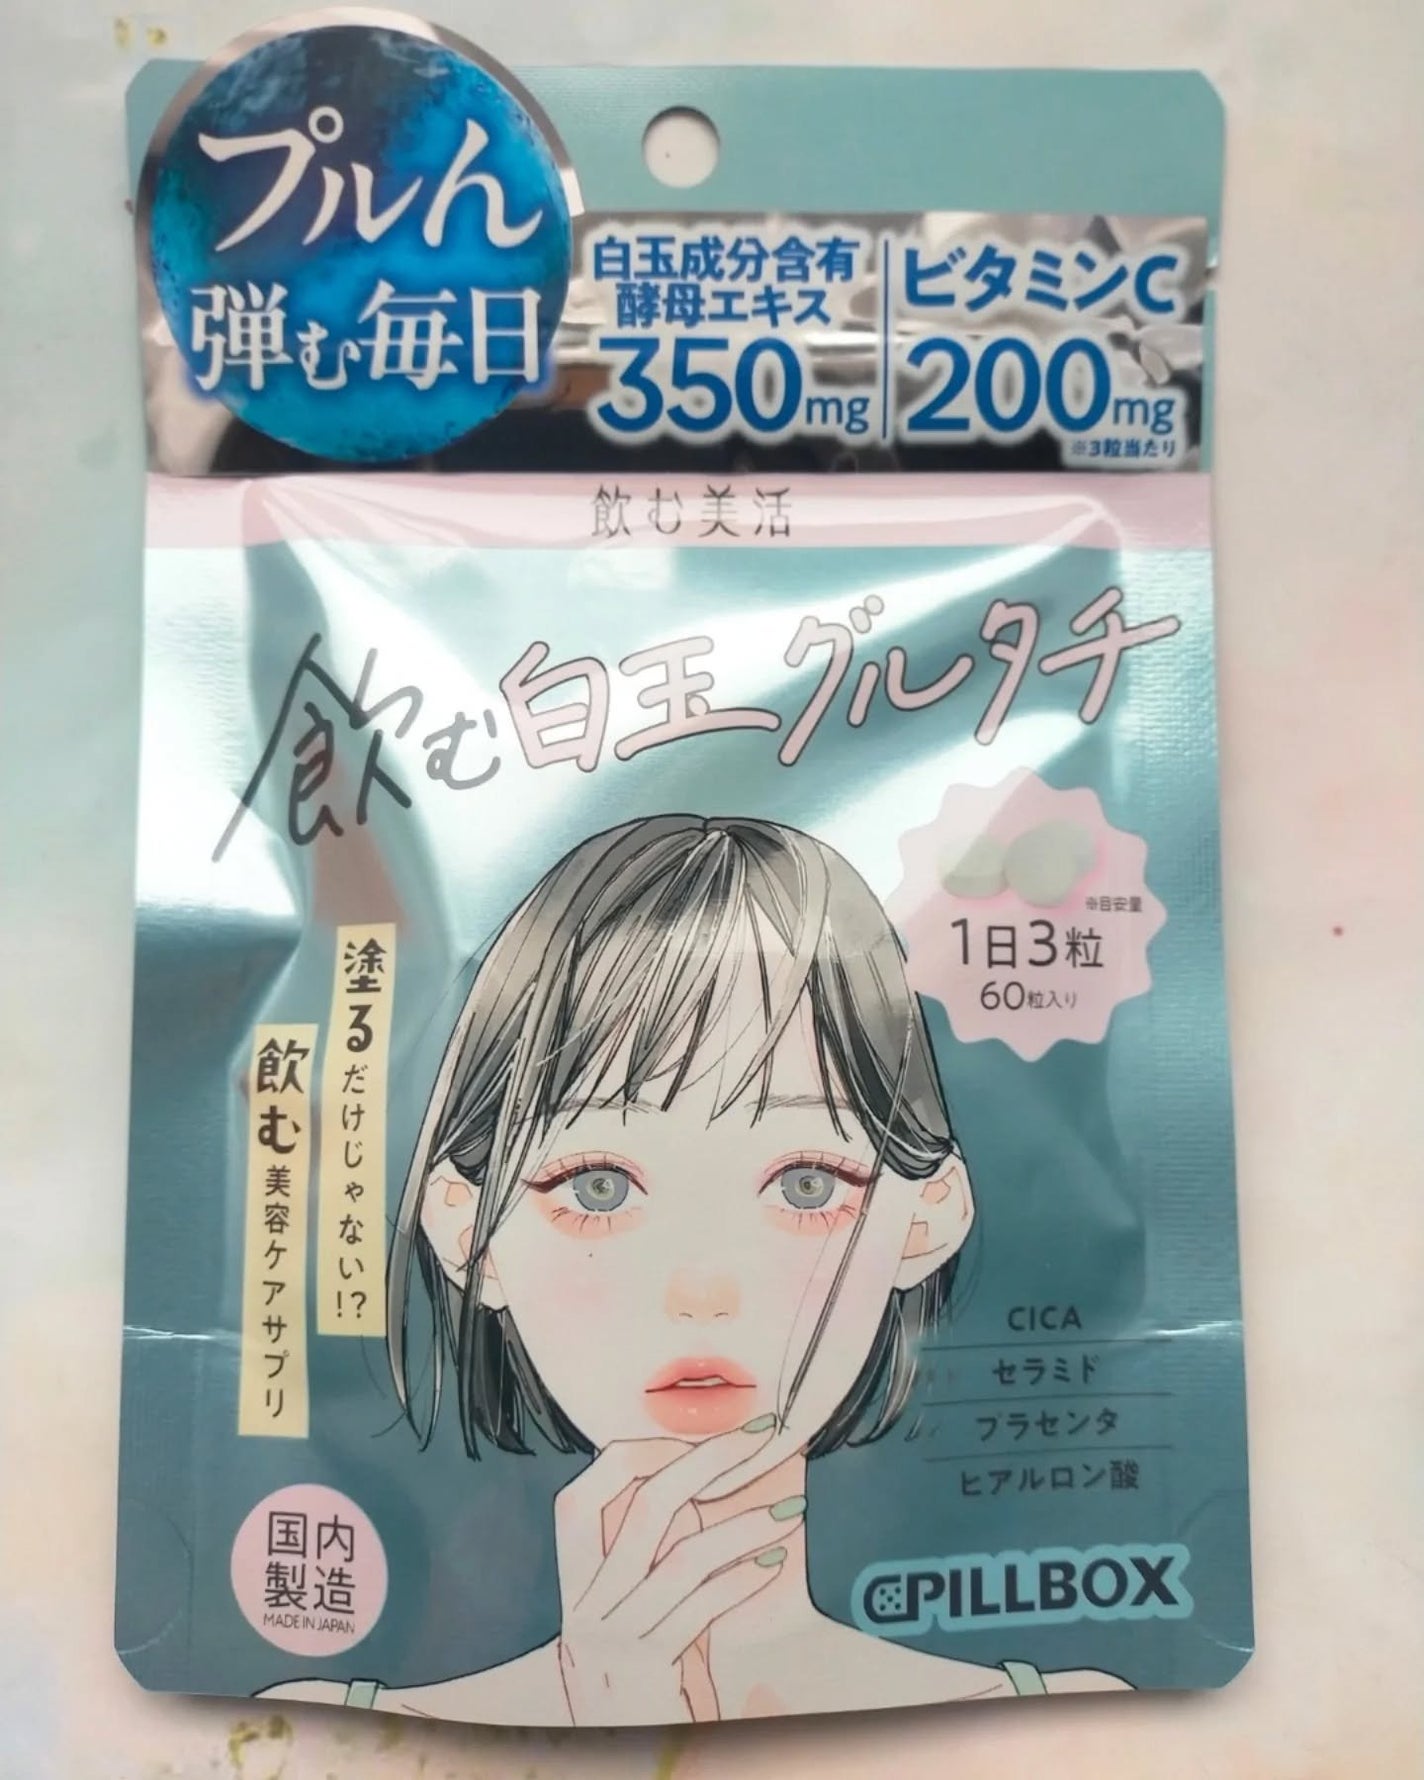 プルん
弾む毎日
白玉成分含有
酵母エキス
350mg
ビタミンC
200mg
※3粒当たり
飲む美活
飲む白玉グルタチ
※目安量
1日3粒
60粒入り
塗るだけじゃない!?
飲む美容ケアサプリ
CICA
セラミド
プラセンタ
ヒアルロン酸
国内
製造
MADE IN JAPAN
PILLBOX